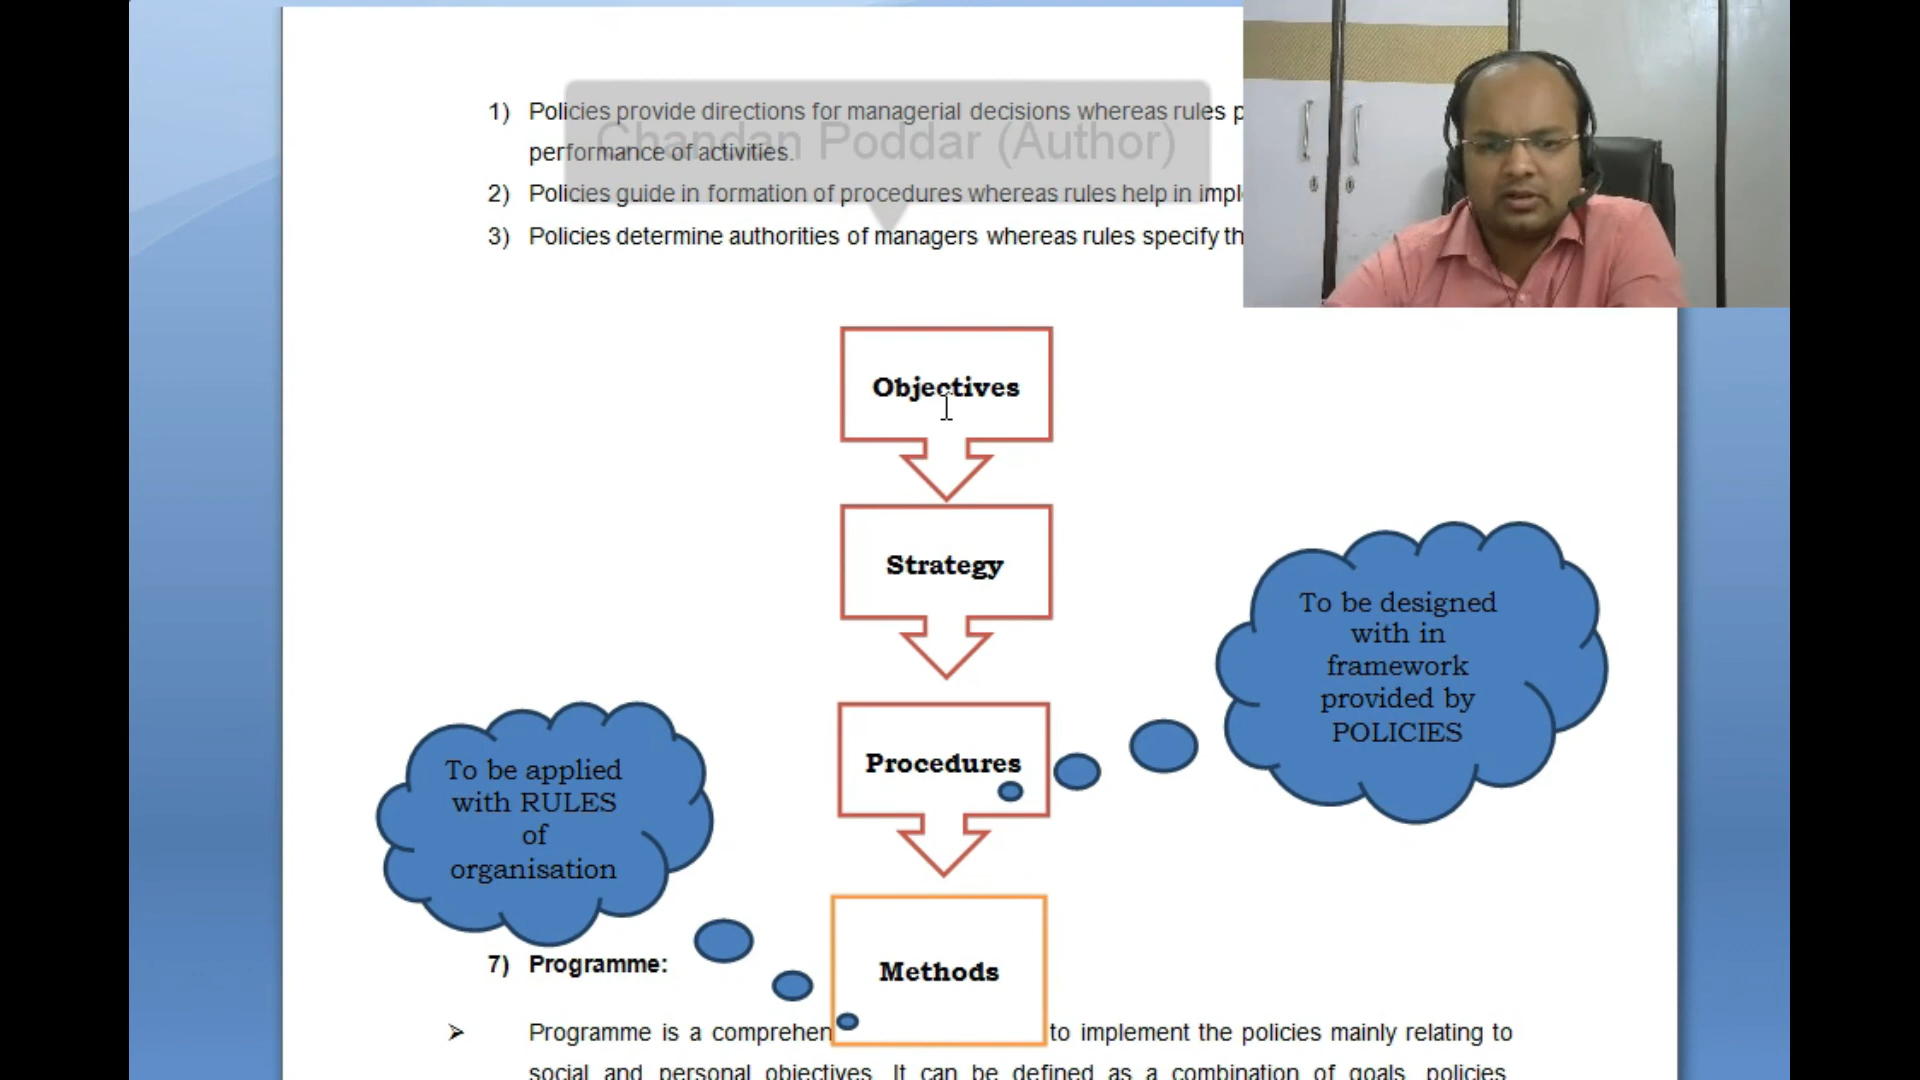 1) Policies provide directions for managerial decisions whereas rules
performance of activities.
Chandan Poddar (Author)
2) Policies guide in formation of procedures whereas rules help in
3) Policies determine authorities of managers whereas rules specify
Objectives
Strategy
To be designed
with in
framework
provided by
POLICIES
Procedures
To be applied
with RULES
of
organisation
Methods
7) Programme:
➢ Programme is a to implement the policies mainly relating to
social and personal objectives. It can be defined as a combination of goals, policies,